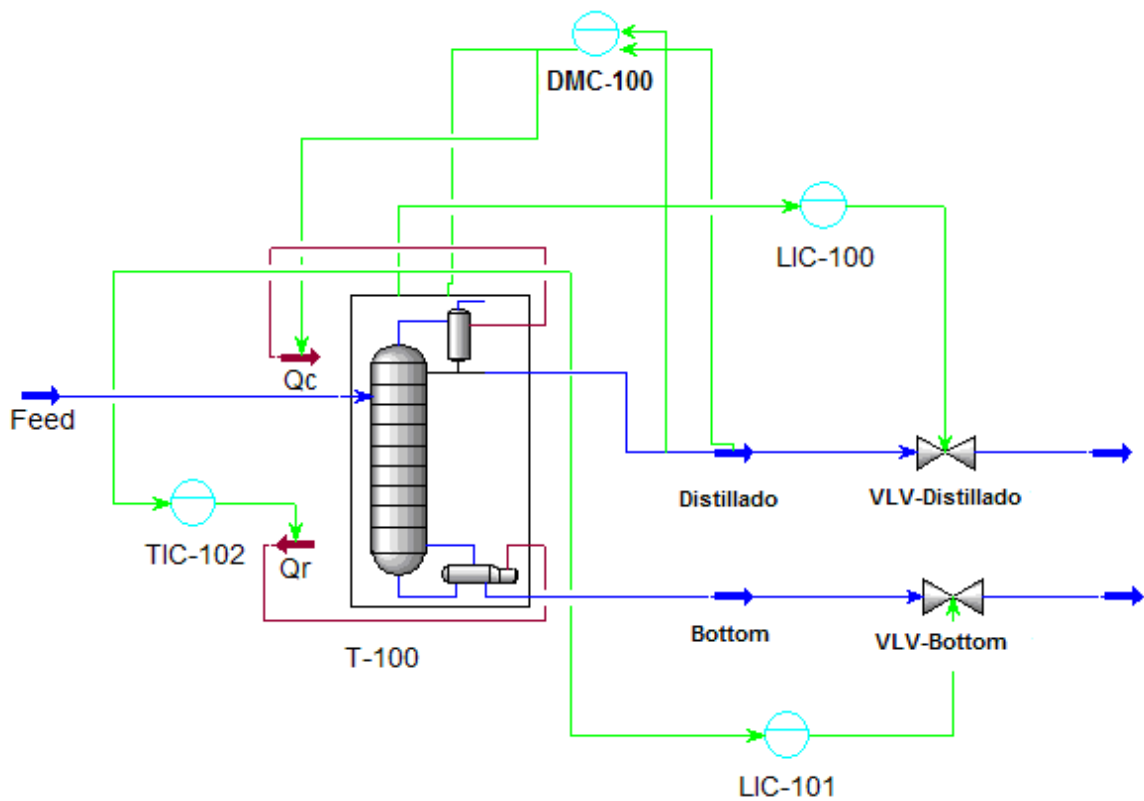 DMC-100
LIC-100
Qc
Feed
Distillado
VLV-Distillado
TIC-102
Qr
Bottom
VLV-Bottom
T-100
LIC-101